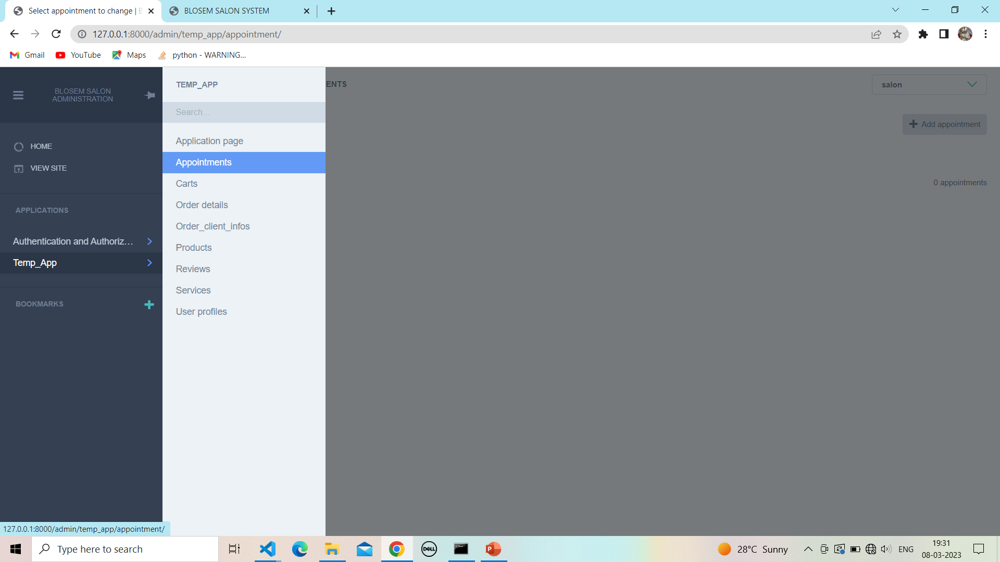 Select appointment to change | B
BLOSEM SALON SYSTEM
127.0.0.1:8000/admin/temp_app/appointment/
Gmail
YouTube
Maps
python - WARNING...
BLOSEM SALON
ADMINISTRATION
HOME
VIEW SITE
APPLICATIONS
Authentication and Authoriz...
Temp_App
BOOKMARKS
TEMP_APP
Search...
Application page
Appointments
Carts
Order details
Order_client_infos
Products
Reviews
Services
User profiles
ENTS
salon
Add appointment
0 appointments
127.0.0.1:8000/admin/temp_app/appointment/
Type here to search
DELL
28°C Sunny
ENG
19:31
08-03-2023